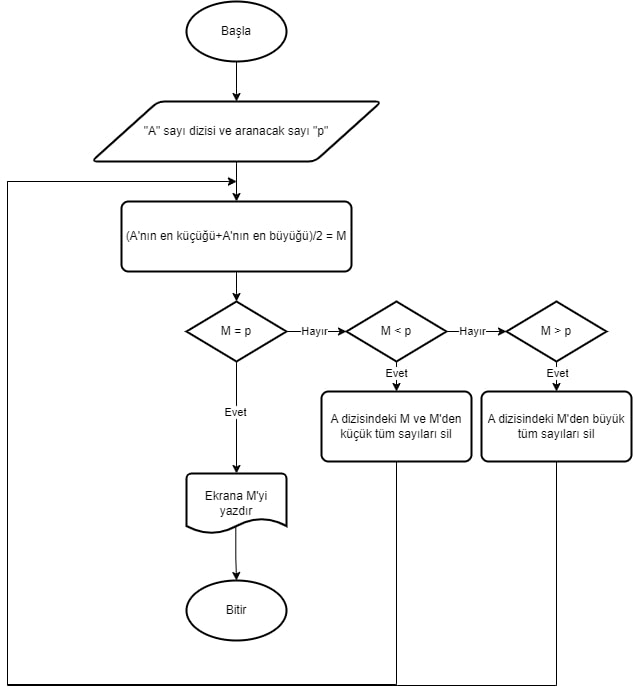 Başla
"A" sayı dizisi ve aranacak sayı "p"
(A'nın en küçüğü+A'nın en büyüğü)/2 = M
M = p
Hayır
M < p
Hayır
M > p
Evet
Evet
Evet
A dizisindeki M ve M'den
küçük tüm sayıları sil
A dizisindeki M'den büyük
tüm sayıları sil
Ekrana M'yi
yazdır
Bitir